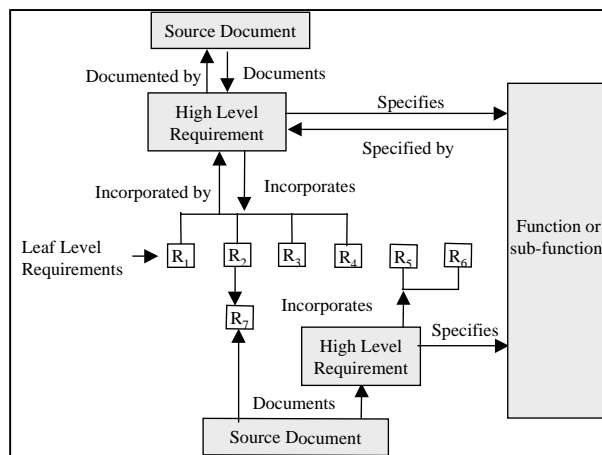 Source Document
Documented by
Documents
High Level
Requirement
Specifies
Specified by
Incorporated by
Incorporates
Function or
sub-function
Leaf Level
Requirements
R1
R2
R3
R4
R5
R6
Incorporates
R7
High Level
Requirement
Specifies
Documents
Source Document